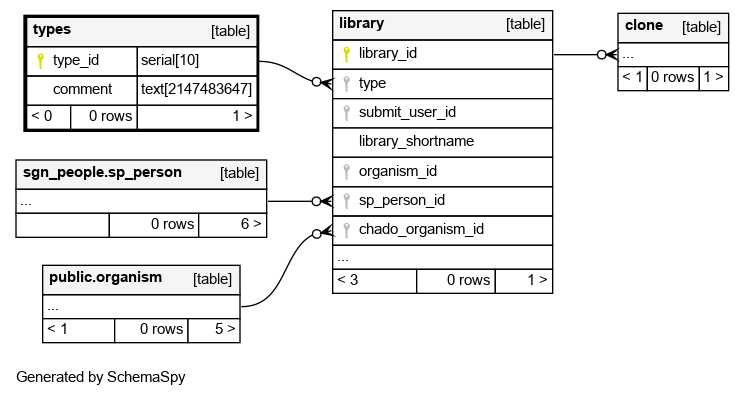 types [table]
type_id serial[10]
comment text[2147483647]
< 0 0 rows 1 >
sgn_people.sp_person [table]
...
0 rows 6 >
public.organism [table]
...
< 1 0 rows 5 >
library [table]
library_id
type
submit_user_id
library_shortname
organism_id
sp_person_id
chado_organism_id
...
< 3 0 rows 1 >
clone [table]
...
< 1 0 rows 1 >
Generated by SchemaSpy